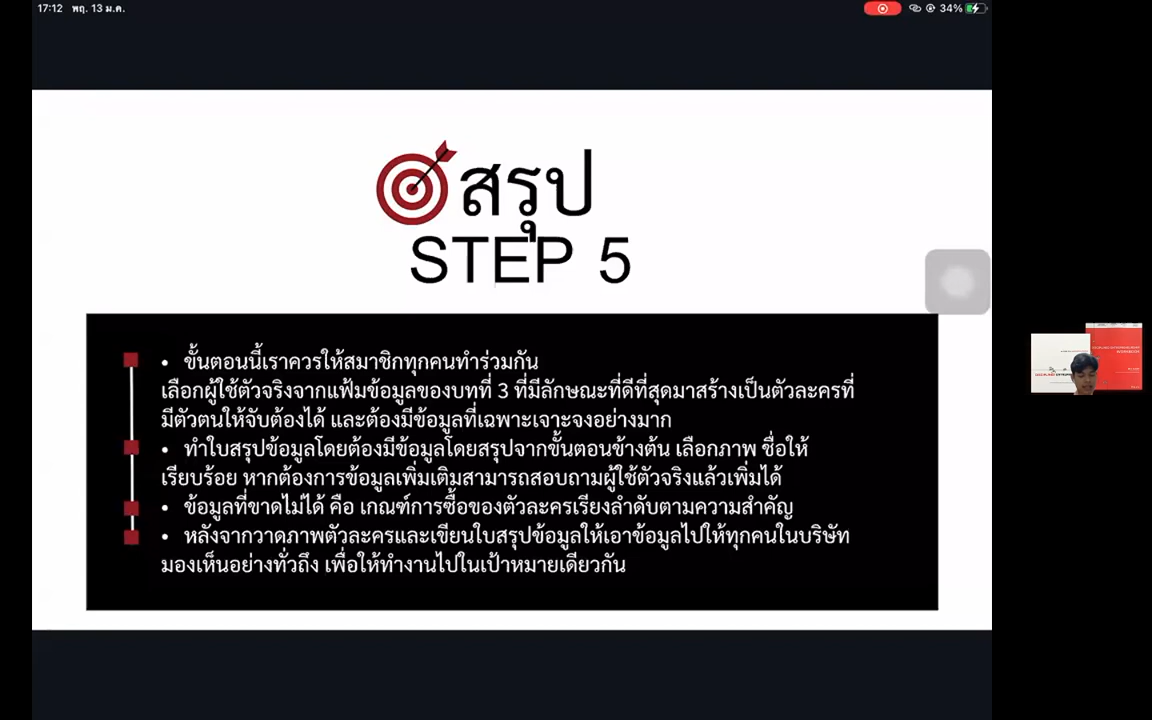 17:12 พฤ. 13 ม.ค.
34%
สรุป
STEP 5
• ขั้นตอนนี้เราควรให้สมาชิกทุกคนทำร่วมกัน
เลือกผู้ใช้ตัวจริงจากแฟ้มข้อมูลของบทที่ 3 ที่มีลักษณะที่ดีที่สุดมาสร้างเป็นตัวละครที่
มีตัวตนให้จับต้องได้ และต้องมีข้อมูลที่เฉพาะเจาะจงอย่างมาก
• ทำใบสรุปข้อมูลโดยต้องมีข้อมูลโดยสรุปจากขั้นตอนข้างต้น เลือกภาพ ชื่อให้
เรียบร้อย หากต้องการข้อมูลเพิ่มเติมสามารถสอบถามผู้ใช้ตัวจริงแล้วเพิ่มได้
• ข้อมูลที่ขาดไม่ได้ คือ เกณฑ์การซื้อของตัวละครเรียงลำดับตามความสำคัญ
• หลังจากวาดภาพตัวละครและเขียนใบสรุปข้อมูลให้เอาข้อมูลไปให้ทุกคนในบริษัท
มองเห็นอย่างทั่วถึง เพื่อให้ทำงานไปในเป้าหมายเดียวกัน